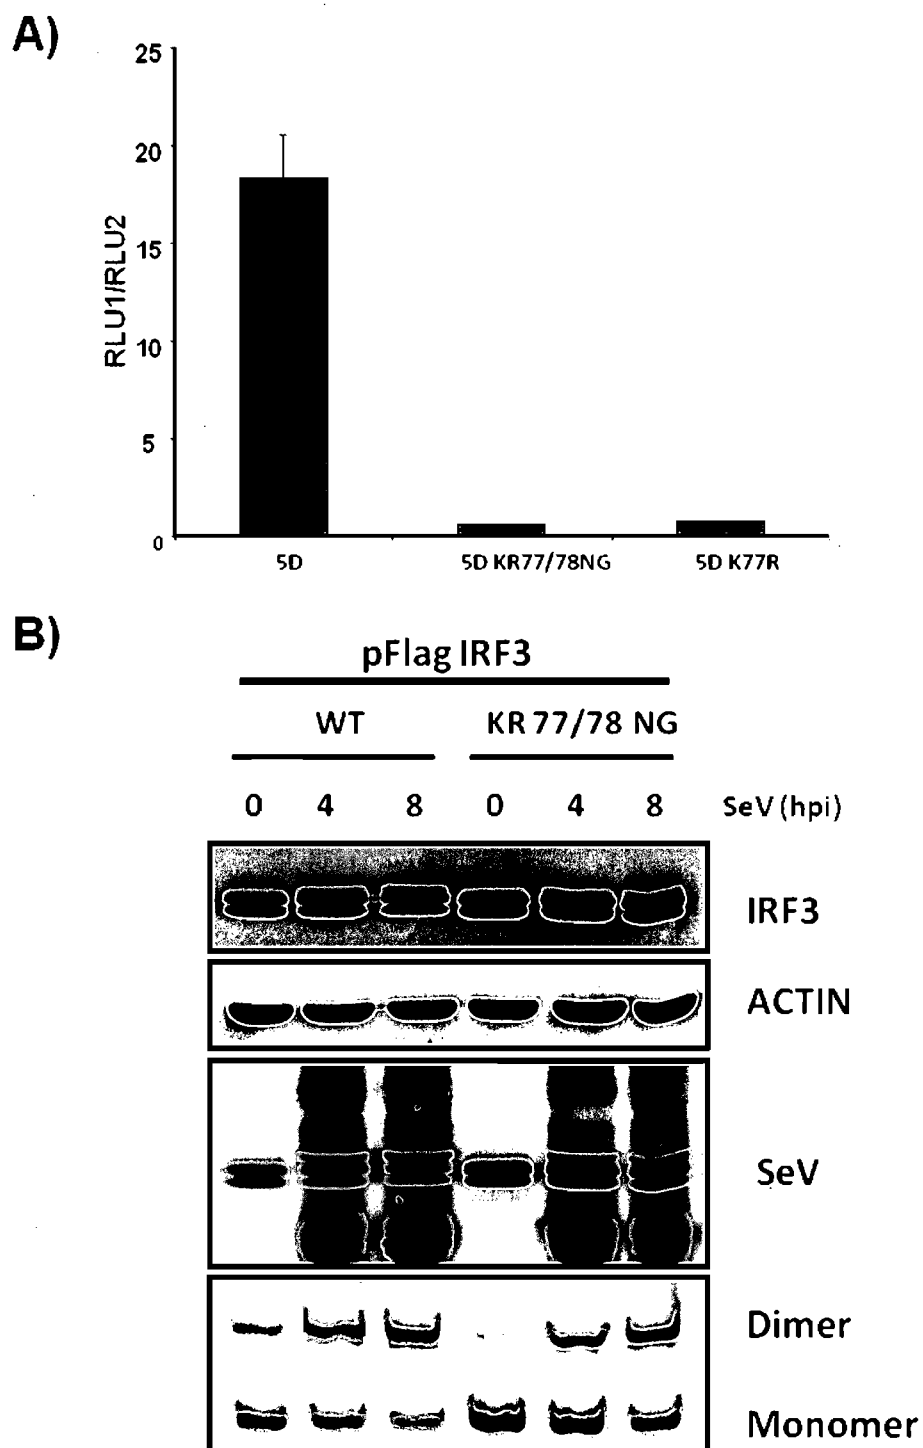 A)
25
20
15
10
5
0
RLU1/RLU2
5D 5D KR77/78NG 5D K77R
B)
pFlag IRF3
WT KR 77/78 NG
0 4 8 0 4 8 SeV (hpi)
IRF3
ACTIN
SeV
Dimer
Monomer